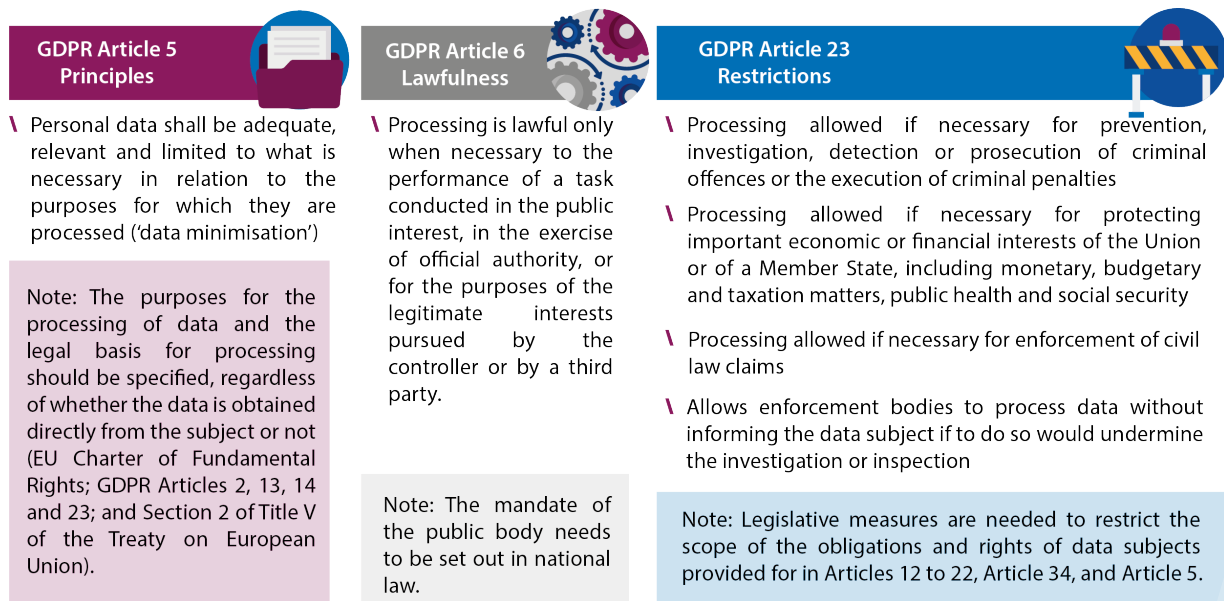 GDPR Article 5
Principles
\ Personal data shall be adequate,
relevant and limited to what is
necessary in relation to the
purposes for which they are
processed (‘data minimisation’)
Note: The purposes for the
processing of data and the
legal basis for processing
should be specified, regardless
of whether the data is obtained
directly from the subject or not
(EU Charter of Fundamental
Rights; GDPR Articles 2, 13, 14
and 23; and Section 2 of Title V
of the Treaty on European
Union).
GDPR Article 6
Lawfulness
\ Processing is lawful only
when necessary to the
performance of a task
conducted in the public
interest, in the exercise
of official authority, or
for the purposes of the
legitimate interests
pursued by the
controller or by a third
party.
Note: The mandate of
the public body needs
to be set out in national
law.
GDPR Article 23
Restrictions
\ Processing allowed if necessary for prevention,
investigation, detection or prosecution of criminal
offences or the execution of criminal penalties
\ Processing allowed if necessary for protecting
important economic or financial interests of the Union
or of a Member State, including monetary, budgetary
and taxation matters, public health and social security
\ Processing allowed if necessary for enforcement of civil
law claims
\ Allows enforcement bodies to process data without
informing the data subject if to do so would undermine
the investigation or inspection
Note: Legislative measures are needed to restrict the
scope of the obligations and rights of data subjects
provided for in Articles 12 to 22, Article 34, and Article 5.